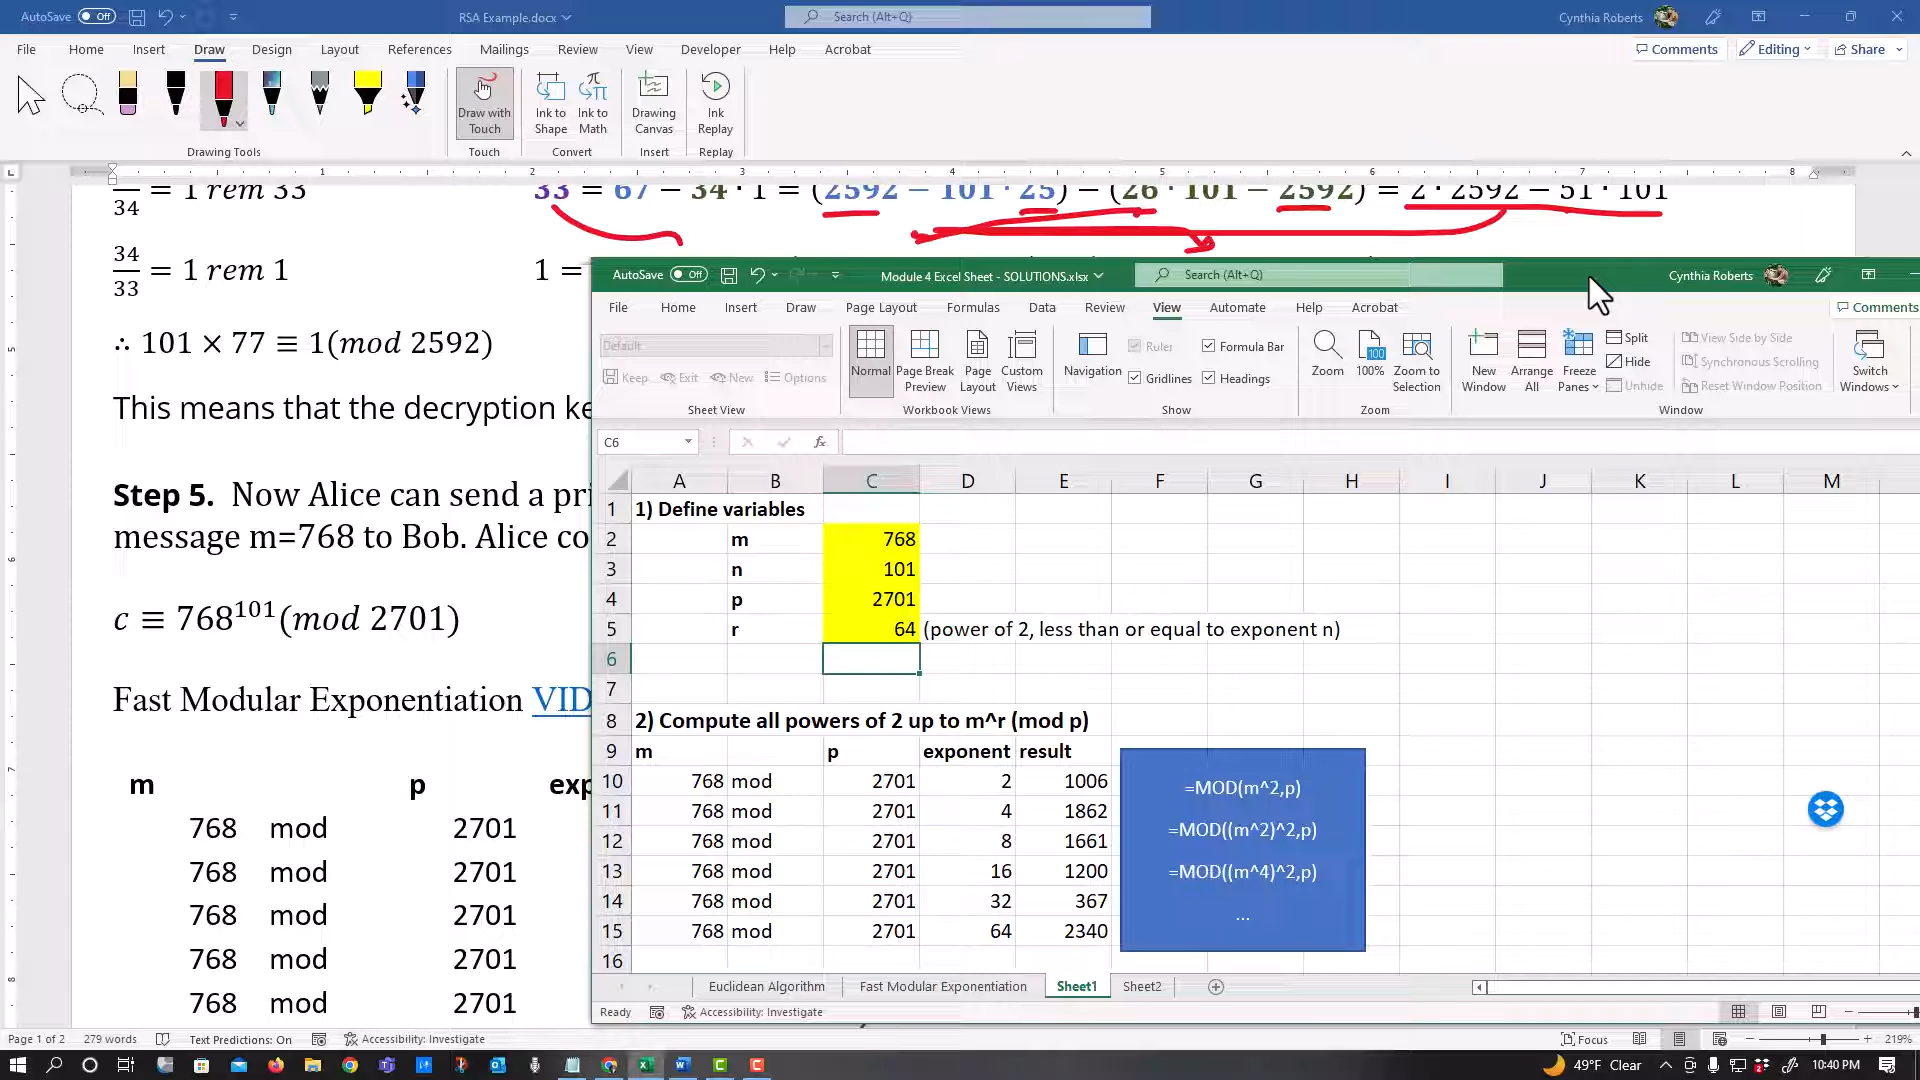 AutoSave Off RSA Example.docx Search (Alt+Q) Cynthia Roberts
File Home Insert Draw Design Layout References Mailings Review View Developer Help Acrobat Comments Editing Share
Draw with Touch Ink to Shape Ink to Math Drawing Canvas Ink Replay
Drawing Tools Touch Convert Insert Replay
1 2 3 4 5 6 7 8
34 = 1 rem 33
33 = 67 − 34 · 1 = (2592 − 101 · 25) − (26 · 101 − 2592) = 2 · 2592 − 51 · 101
34/33 = 1 rem 1
1 =
∴ 101 × 77 ≡ 1(mod 2592)
This means that the decryption ke
Step 5. Now Alice can send a pri
message m=768 to Bob. Alice co
c ≡ 768^101(mod 2701)
Fast Modular Exponentiation VID
m p exp
768 mod 2701
768 mod 2701
768 mod 2701
768 mod 2701
768 mod 2701
AutoSave Off Module 4 Excel Sheet - SOLUTIONS.xlsx Search (Alt+Q) Cynthia Roberts
File Home Insert Draw Page Layout Formulas Data Review View Automate Help Acrobat Comments
Default
Keep Exit New Options
Normal Page Break Preview Page Layout Custom Views
Navigation Ruler Formula Bar Gridlines Headings
Zoom 100% Zoom to Selection
New Window Arrange All Freeze Panes Split Hide Unhide
View Side by Side Synchronous Scrolling Reset Window Position
Switch Windows
Sheet View Workbook Views Show Zoom Window
C6 fx
A B C D E F G H I J K L M
1 1) Define variables
2 m 768
3 n 101
4 p 2701
5 r 64 (power of 2, less than or equal to exponent n)
6
7
8 2) Compute all powers of 2 up to m^r (mod p)
9 m p exponent result
10 768 mod 2701 2 1006
11 768 mod 2701 4 1862
12 768 mod 2701 8 1661
13 768 mod 2701 16 1200
14 768 mod 2701 32 367
15 768 mod 2701 64 2340
16
=MOD(m^2,p)
=MOD((m^2)^2,p)
=MOD((m^4)^2,p)
...
Euclidean Algorithm Fast Modular Exponentiation Sheet1 Sheet2
Ready Accessibility: Investigate
Page 1 of 2 279 words Text Predictions: On Accessibility: Investigate Focus 219%
49°F Clear 10:40 PM